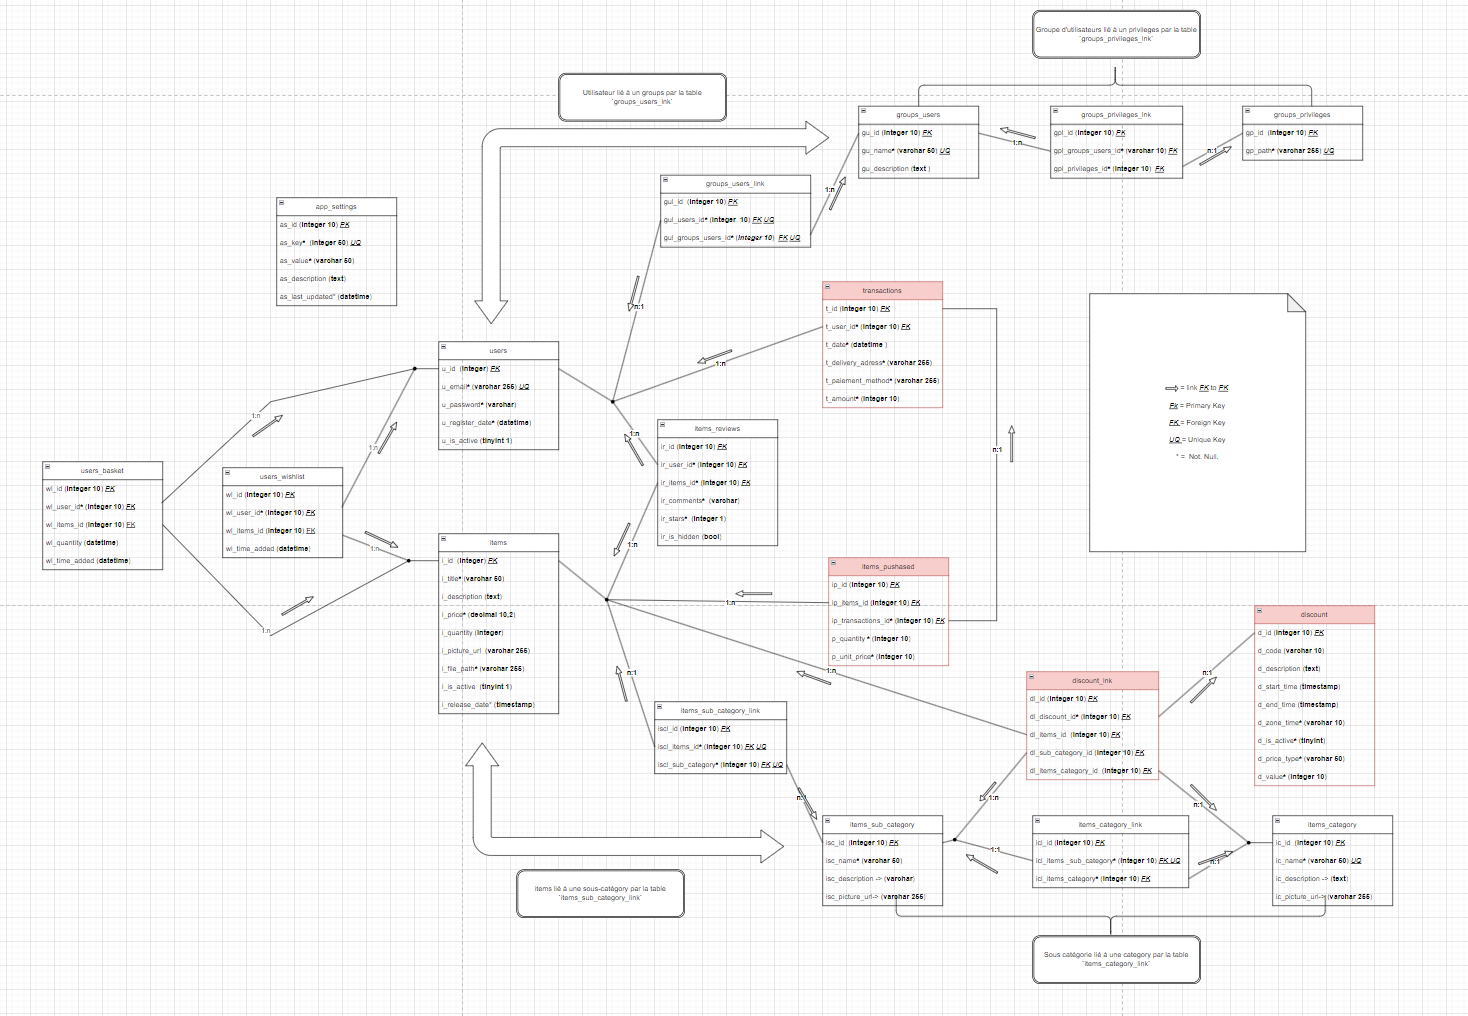 Groupe d'utilisateurs lié à un privileges par la table
`groups_privileges_lnk`
Utilisateur lié à un groups par la table
`groups_users_lnk`
groups_users
gu_id (Integer 10) PK
gu_name* (varchar 50) UQ
gu_description (text )
groups_privileges_lnk
gpl_id (Integer 10) PK
gpl_groups_users_id* (varchar 10) FK
gpl_privileges_id* (Integer 10) FK
groups_privileges
gp_id (Integer 10) PK
gp_path* (varchar 255) UQ
1:n
n:1
groups_users_link
gul_id (Integer 10) PK
gul_users_id* (Integer 10) FK UQ
gul_groups_users_id* (Integer 10) FK UQ
1:n
n:1
app_settings
as_id (Integer 10) PK
as_key* (Integer 50) UQ
as_value* (varchar 50)
as_description (text)
as_last_updated* (datetime)
transactions
t_id (Integer 10) PK
t_user_id* (Integer 10) FK
t_date* (datetime )
t_delivery_adress* (varchar 255)
t_paiement_method* (varchar 255)
t_amount* (Integer 10)
1:n
users
u_id (Integer) PK
u_email* (varchar 255) UQ
u_password* (varchar)
u_register_date* (datetime)
u_is_active (tinyint 1)
= link FK to PK
Pk = Primary Key
FK = Foreign Key
UQ = Unique Key
* = Not. Null.
1:n
1:n
1:n
n:1
items_reviews
ir_id (Integer 10) PK
ir_user_id* (Integer 10) FK
ir_items_id* (Integer 10) FK
ir_comments* (varchar)
ir_stars* (Integer 1)
ir_is_hidden (bool)
users_basket
wl_id (Integer 10) PK
wl_user_id* (Integer 10) FK
wl_items_id (Integer 10) FK
wl_quantity (datetime)
wl_time_added (datetime)
users_wishlist
wl_id (Integer 10) PK
wl_user_id* (Integer 10) FK
wl_items_id (Integer 10) FK
wl_time_added (datetime)
1:n
1:n
1:n
items
i_id (Integer) PK
i_title* (varchar 50)
i_description (text)
i_price* (decimal 10,2)
i_quantity (Integer)
i_picture_url (varchar 255)
i_file_path* (varchar 255)
i_is_active (tinyint 1)
i_release_date* (timestamp)
items_pushased
ip_id (Integer 10) PK
ip_items_id (Integer 10) FK
ip_transactions_id* (Integer 10) FK
p_quantity * (Integer 10)
p_unit_price* (Integer 10)
1:n
1:n
n:1
discount
d_id (Integer 10) PK
d_code (varchar 10)
d_description (text)
d_start_time (timestamp)
d_end_time (timestamp)
d_zone_time* (varchar 10)
d_is_active* (tinyint)
d_price_type* (varchar 50)
d_value* (Integer 10)
discount_lnk
dl_id (Integer 10) PK
dl_discount_id* (Integer 10) FK
dl_items_id (Integer 10) FK
dl_sub_category_id (Integer 10) FK
dl_items_category_id (Integer 10) FK
n:1
items_sub_category_link
iscl_id (Integer 10) PK
iscl_items_id* (Integer 10) FK UQ
iscl_sub_category* (Integer 10) FK UQ
n:1
1:n
n:1
items_sub_category
isc_id (Integer 10) PK
isc_name* (varchar 50)
isc_description -> (varchar)
isc_picture_url-> (varchar 255)
1:1
n:1
items_category_link
icl_id (Integer 10) PK
icl_items _sub_category* (Integer 10) FK UQ
icl_items_category* (Integer 10) FK
items_category
ic_id (Integer 10) PK
ic_name* (varchar 50) UQ
ic_description -> (text)
ic_picture_url-> (varchar 255)
items lié à une sous-catégory par la table
`items_sub_category_link`
Sous catégorie lié à une category par la table
`items_category_link`